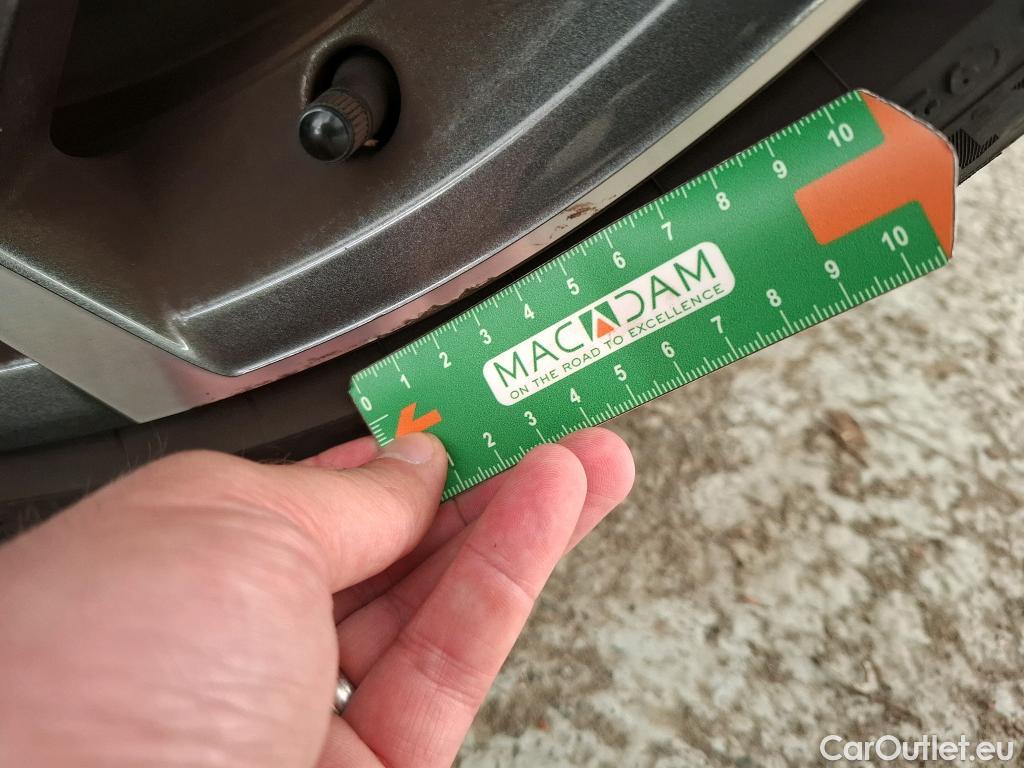 0 1 2 3 4 5 6 7 8 9 10
MACADAM
ON THE ROAD TO EXCELLENCE
2 3 4 5 6 7 8 9 10
CarOutlet.eu